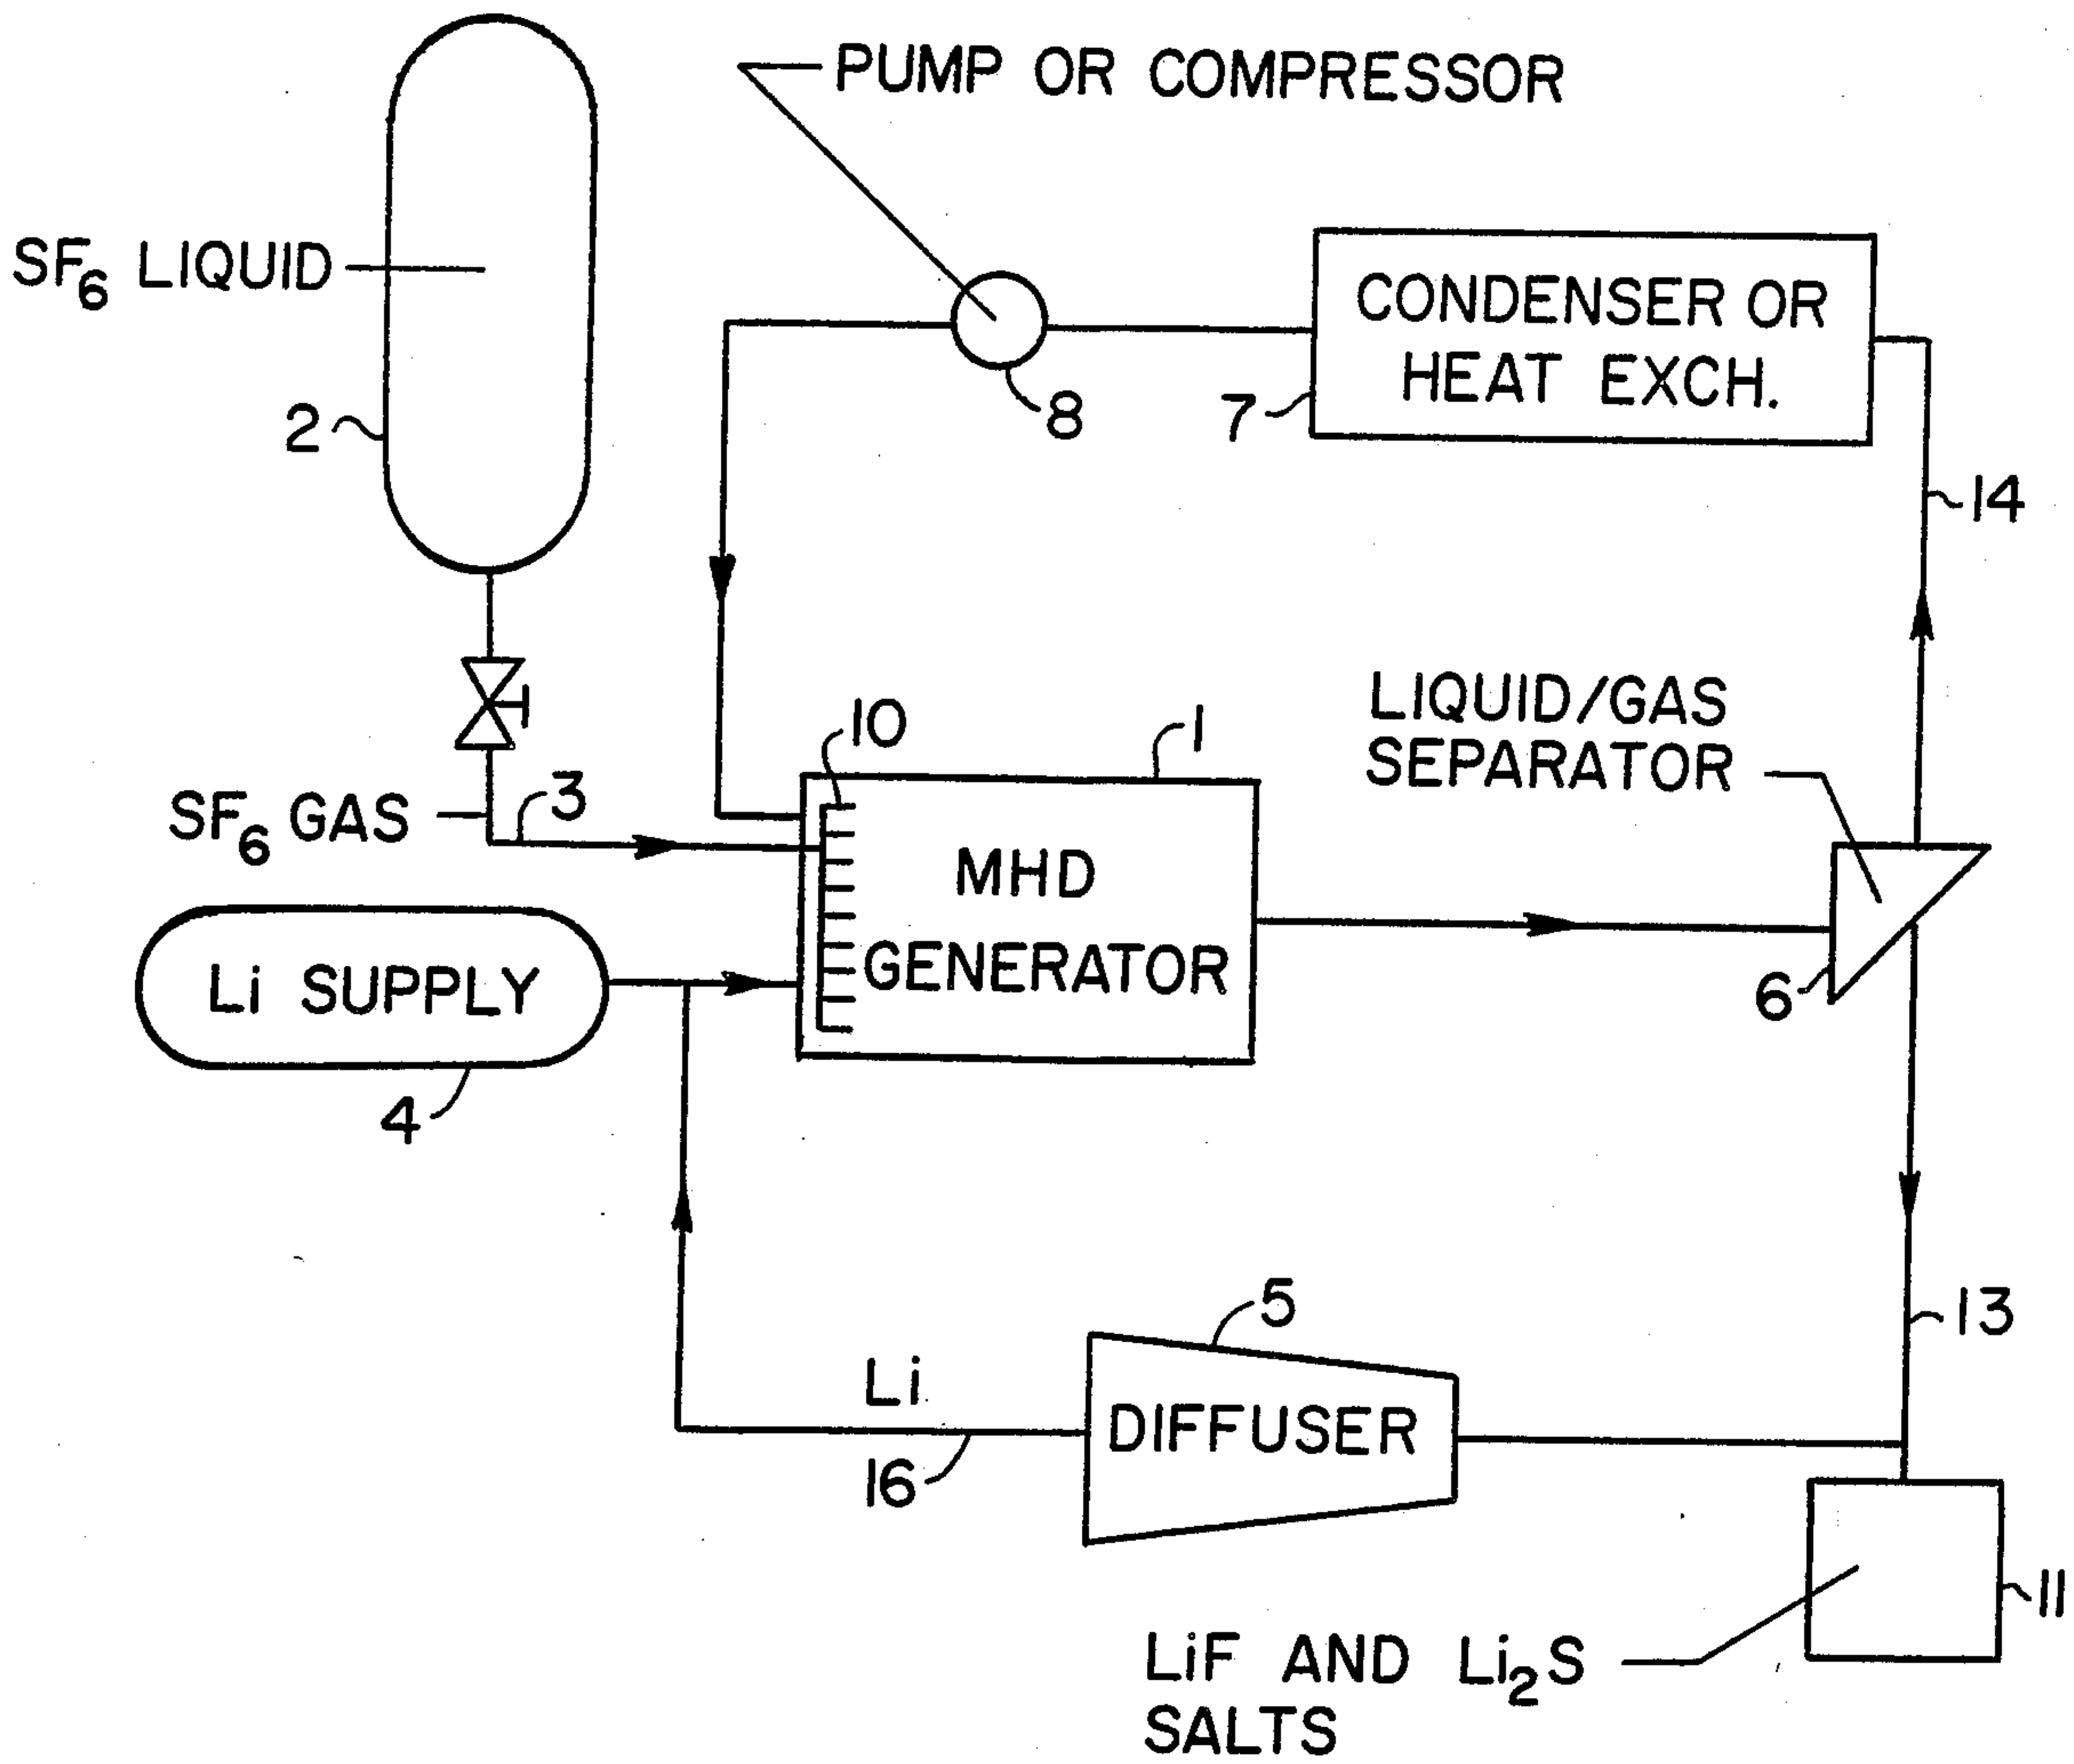 PUMP OR COMPRESSOR
SF₆ LIQUID
CONDENSER OR
HEAT EXCH.
2
8
7
14
LIQUID/GAS
SEPARATOR
10
1
SF₆ GAS
3
MHD
GENERATOR
Li SUPPLY
6
4
5
13
Li
DIFFUSER
16
11
LiF AND Li₂S
SALTS